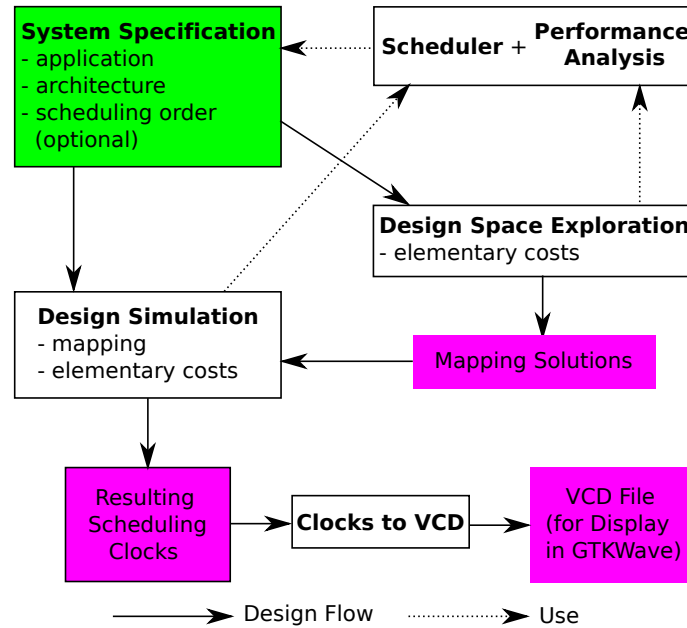 System Specification
- application
- architecture
- scheduling order
(optional)
Scheduler + Performance
Analysis
Design Space Exploration
- elementary costs
Design Simulation
- mapping
- elementary costs
Mapping Solutions
Resulting
Scheduling
Clocks
Clocks to VCD
VCD File
(for Display
in GTKWave)
Design Flow
Use